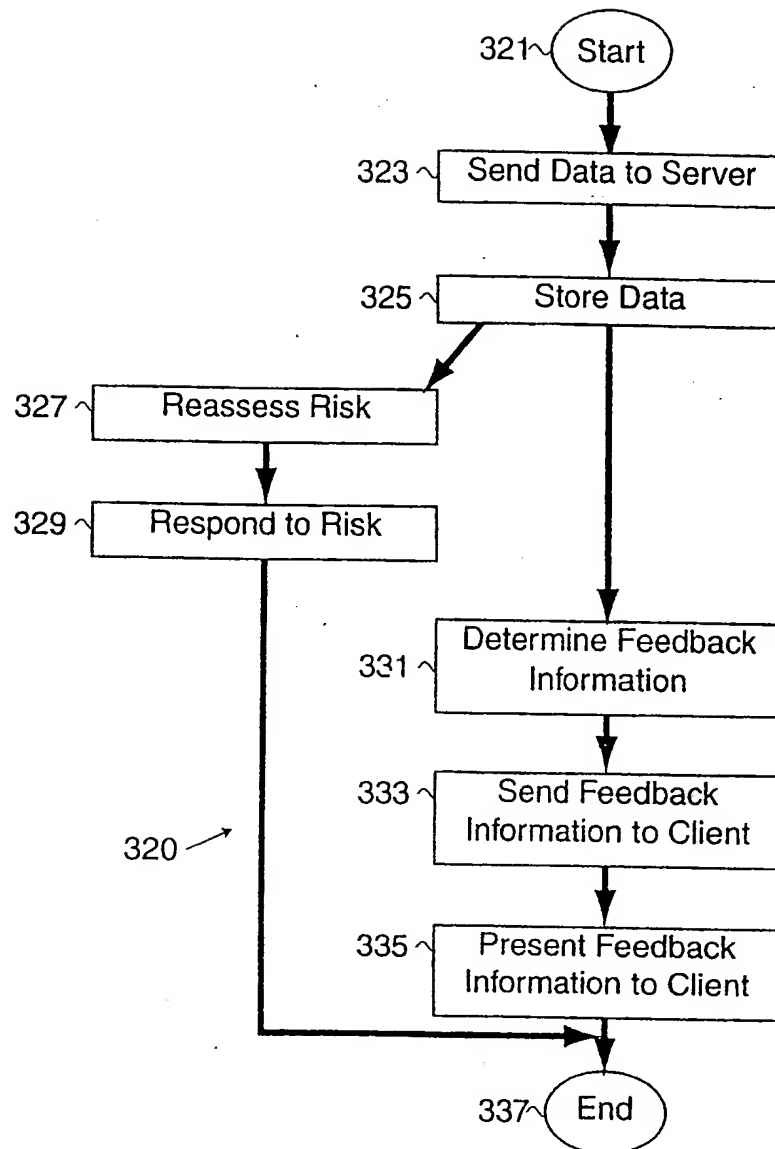 321 Start
323 Send Data to Server
325 Store Data
327 Reassess Risk
329 Respond to Risk
331 Determine Feedback
Information
333 Send Feedback
Information to Client
320
335 Present Feedback
Information to Client
337 End